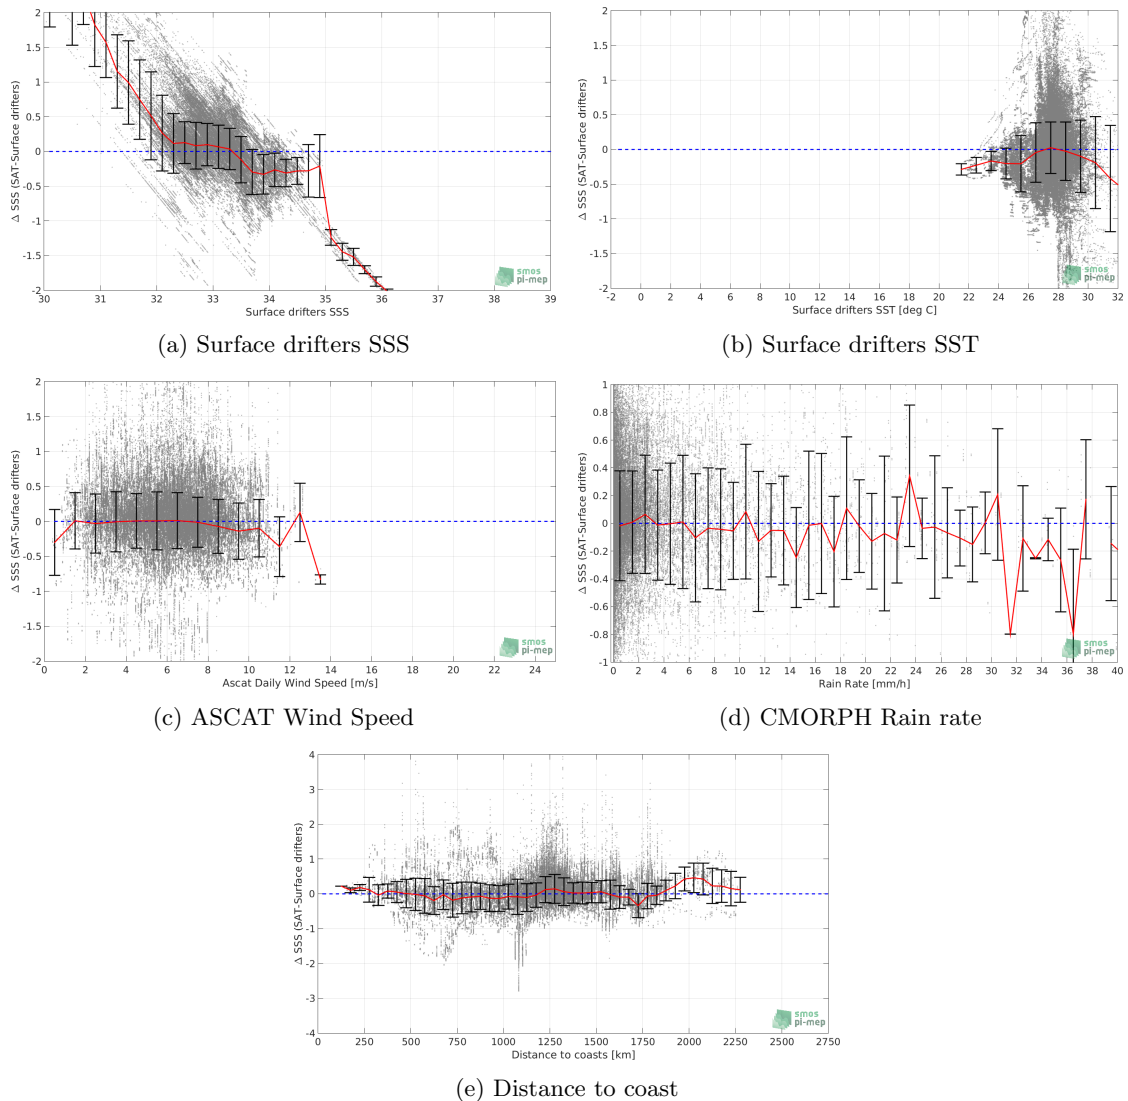 2
1.5
1
0.5
0
-0.5
-1
-1.5
-2
Δ SSS (SAT-Surface drifters)
30 31 32 33 34 35 36 37 38 39
Surface drifters SSS
smos
pi-mep
(a) Surface drifters SSS
2
1.5
1
0.5
0
-0.5
-1
-1.5
-2
Δ SSS (SAT-Surface drifters)
-2 0 2 4 6 8 10 12 14 16 18 20 22 24 26 28 30 32
Surface drifters SST [deg C]
smos
pi-mep
(b) Surface drifters SST
2
1.5
1
0.5
0
-0.5
-1
-1.5
-2
Δ SSS (SAT-Surface drifters)
0 2 4 6 8 10 12 14 16 18 20 22 24
Ascat Daily Wind Speed [m/s]
smos
pi-mep
(c) ASCAT Wind Speed
1
0.8
0.6
0.4
0.2
0
-0.2
-0.4
-0.6
-0.8
-1
Δ SSS (SAT-Surface drifters)
0 2 4 6 8 10 12 14 16 18 20 22 24 26 28 30 32 34 36 38 40
Rain Rate [mm/h]
smos
pi-mep
(d) CMORPH Rain rate
4
3
2
1
0
-1
-2
-3
-4
Δ SSS (SAT-Surface drifters)
0 250 500 750 1000 1250 1500 1750 2000 2250 2500 2750
Distance to coasts [km]
smos
pi-mep
(e) Distance to coast